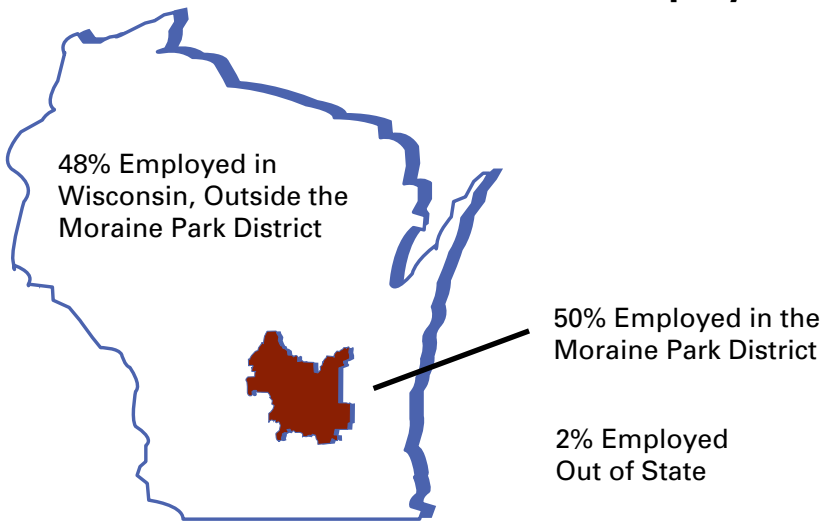 48% Employed in
Wisconsin, Outside the
Moraine Park District
50% Employed in the
Moraine Park District
2% Employed
Out of State